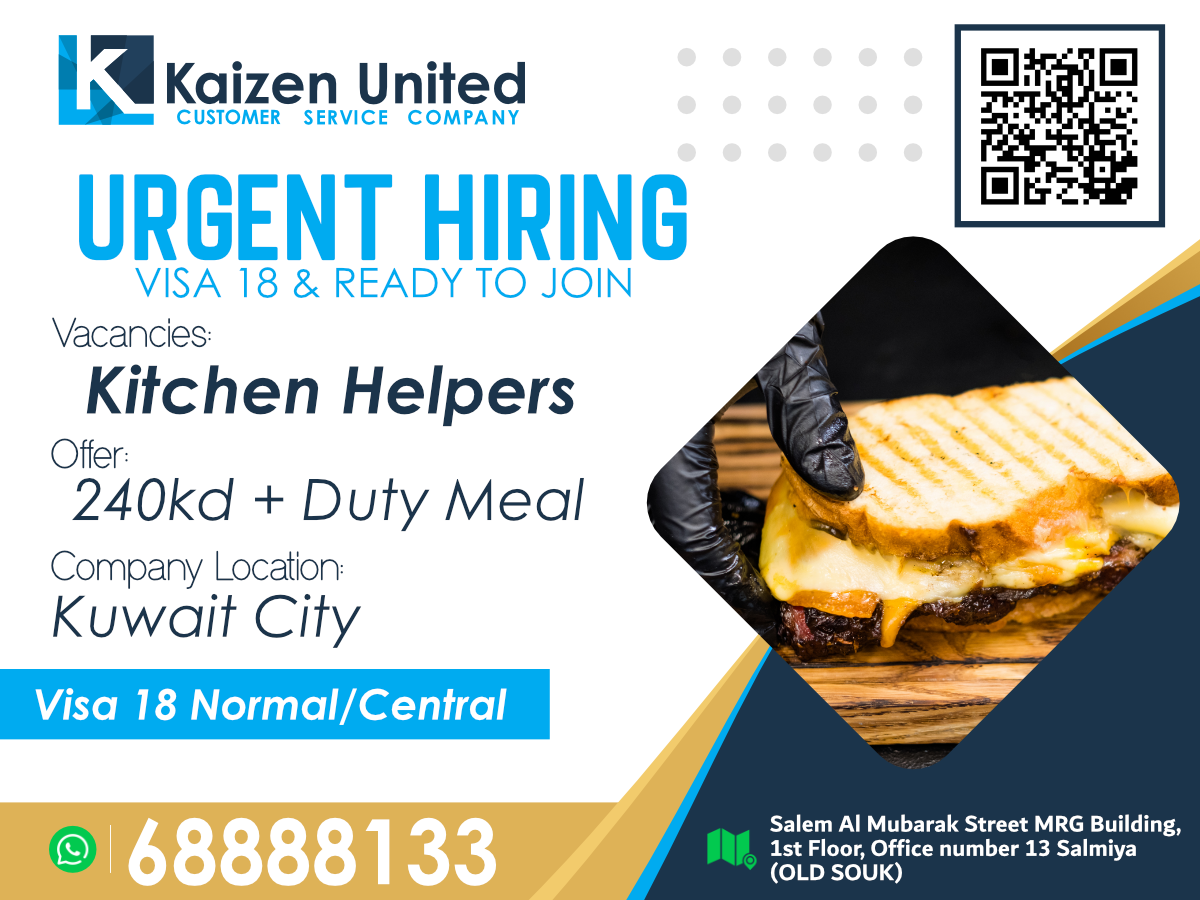 Kaizen United
CUSTOMER SERVICE COMPANY
URGENT HIRING
VISA 18 & READY TO JOIN
Vacancies:
Kitchen Helpers
Offer:
240kd + Duty Meal
Company Location:
Kuwait City
Visa 18 Normal/Central
68888133
Salem Al Mubarak Street MRG Building,
1st Floor, Office number 13 Salmiya
(OLD SOUK)